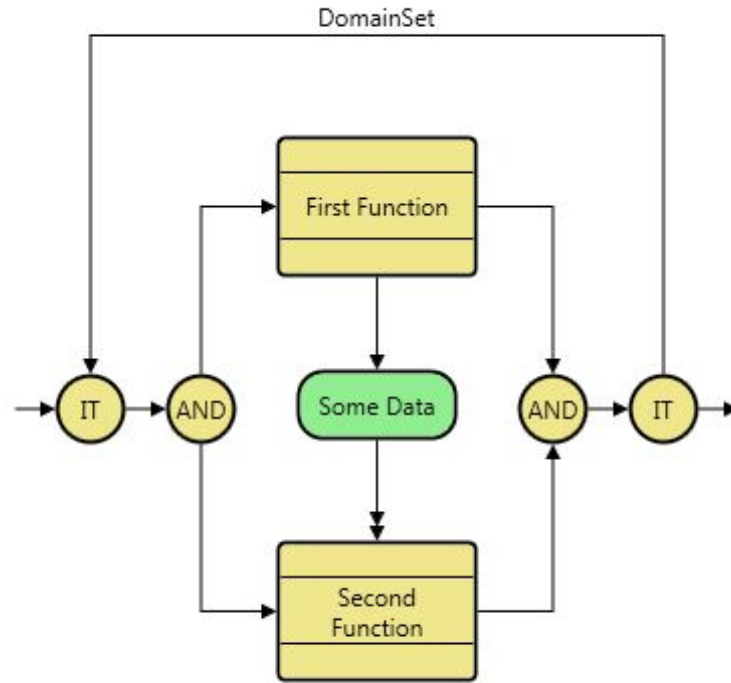 DomainSet
First Function
IT
AND
Some Data
AND
IT
Second
Function